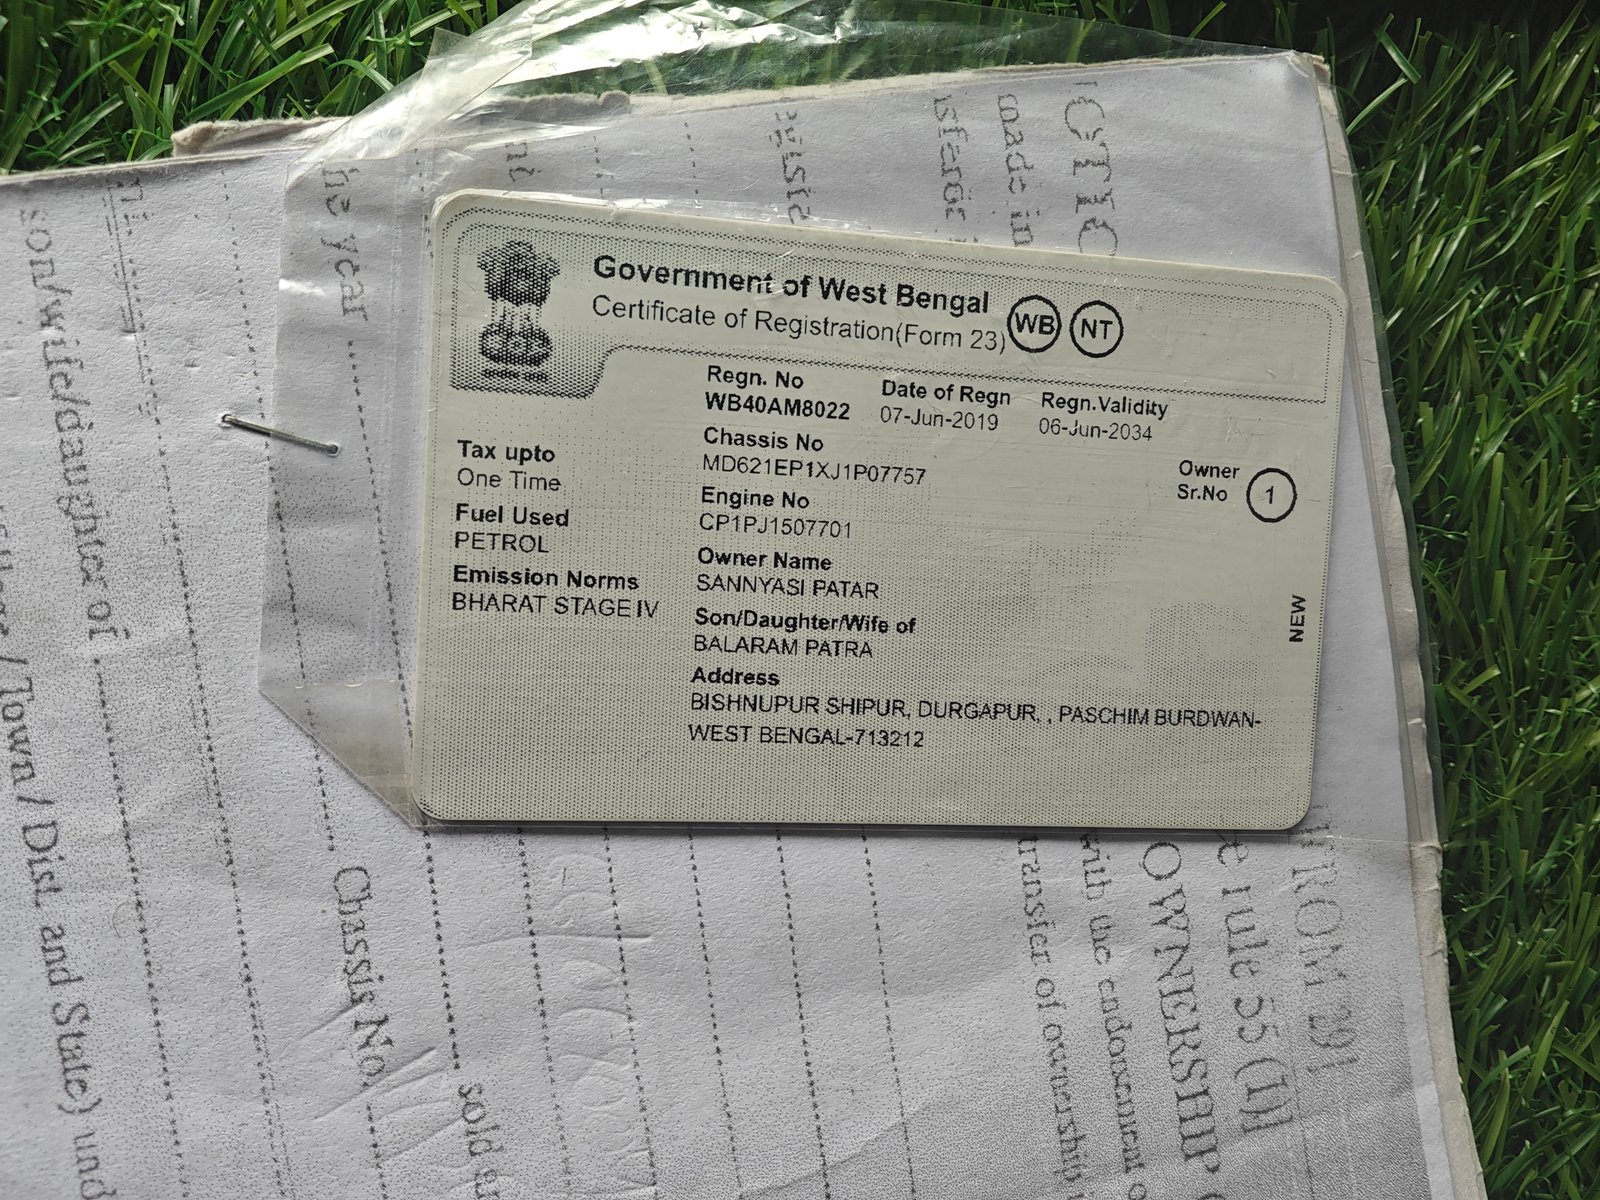 Government of West Bengal
Certificate of Registration(Form 23)
WB
NT
Regn. No
WB40AM8022
Date of Regn
07-Jun-2019
Regn.Validity
06-Jun-2034
Chassis No
MD621EP1XJ1P07757
Owner
Sr.No
1
Tax upto
One Time
Engine No
CP1PJ1507701
Fuel Used
PETROL
Owner Name
SANNYASI PATAR
Emission Norms
BHARAT STAGE IV
Son/Daughter/Wife of
BALARAM PATRA
NEW
Address
BISHNUPUR SHIPUR, DURGAPUR, , PASCHIM BURDWAN-
WEST BENGAL-713212
rule 55 (1)
OWNERSHIP
made in
with the endorsement
transfer of ownership
year
Chassis No.
sold
son/wife/daughter of
/ Town / Dist. and State)